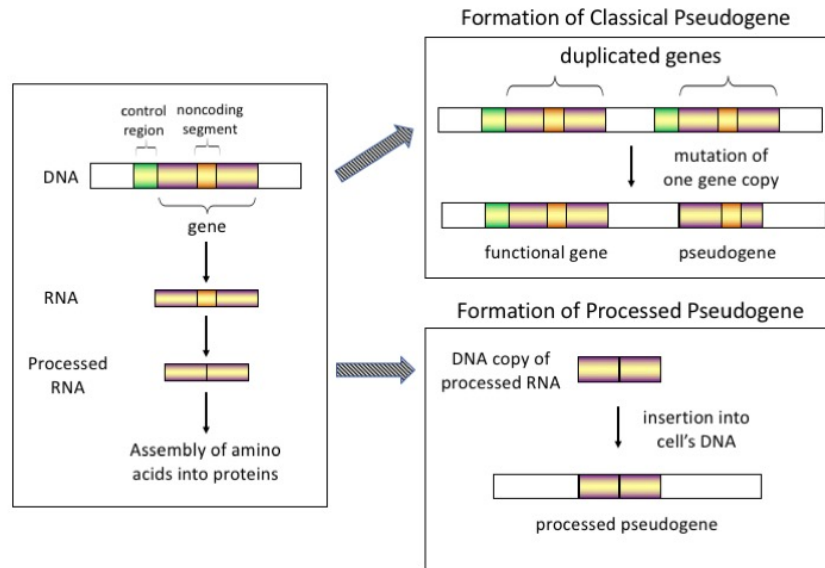 Formation of Classical Pseudogene
duplicated genes
mutation of
one gene copy
functional gene
pseudogene
control
region
noncoding
segment
DNA
gene
RNA
Processed
RNA
Assembly of amino
acids into proteins
Formation of Processed Pseudogene
DNA copy of
processed RNA
insertion into
cell's DNA
processed pseudogene